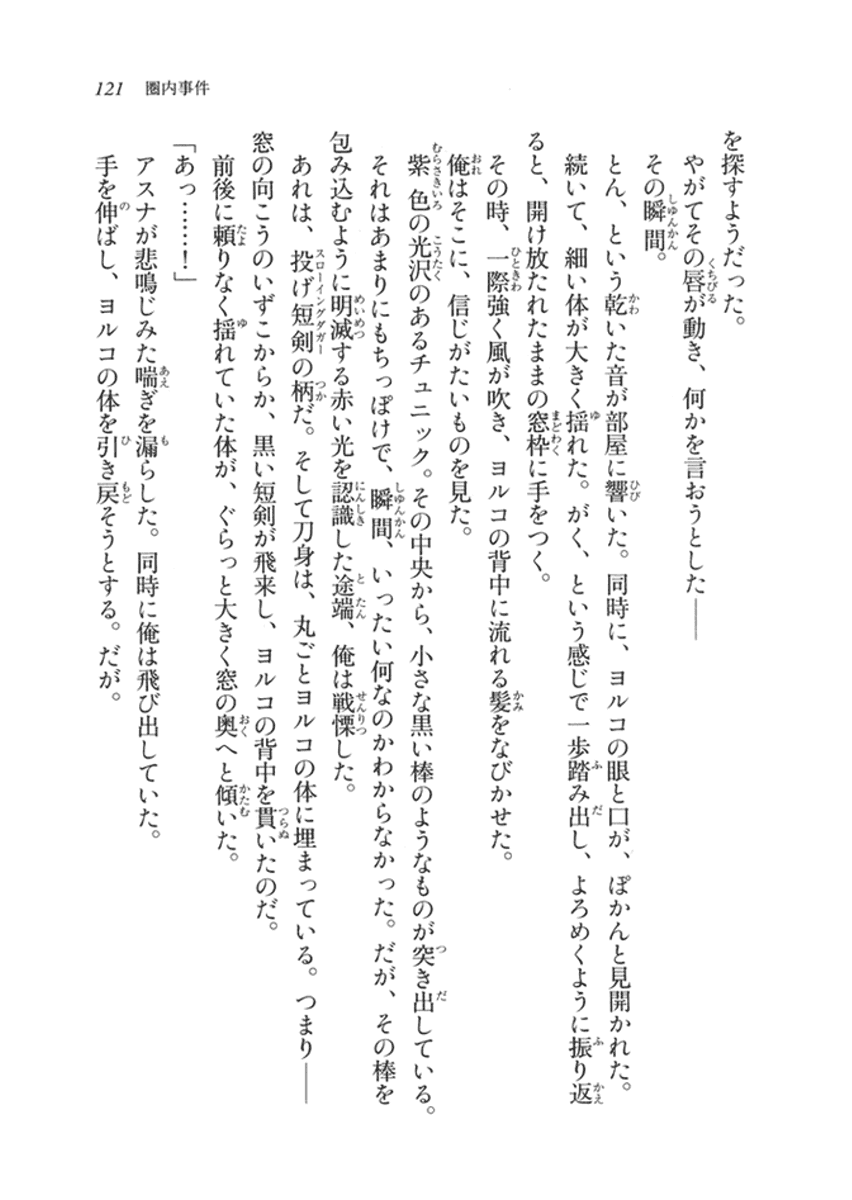 121 圏内事件
を探すようだった。
やがてその唇が動き、何かを言おうとした――
その瞬間。
とん、という乾いた音が部屋に響いた。同時に、ヨルコの眼と口が、ぽかんと見開かれた。
続いて、細い体が大きく揺れた。がく、という感じで一歩踏み出し、よろめくように振り返
ると、開け放たれたままの窓枠に手をつく。
その時、一際強く風が吹き、ヨルコの背中に流れる髪をなびかせた。
俺はそこに、信じがたいものを見た。
紫色の光沢のあるチュニック。その中央から、小さな黒い棒のようなものが突き出している。
それはあまりにもちっぽけで、瞬間、いったい何なのかわからなかった。だが、その棒を
包み込むように明滅する赤い光を認識した途端、俺は戦慄した。
あれは、投げ短剣の柄だ。そして刀身は、丸ごとヨルコの体に埋まっている。つまり――
窓の向こうのいずこからか、黒い短剣が飛来し、ヨルコの背中を貫いたのだ。
前後に頼りなく揺れていた体が、ぐらっと大きく窓の奥へと傾いた。
「あっ……！」
アスナが悲鳴じみた喘ぎを漏らした。同時に俺は飛び出していた。
手を伸ばし、ヨルコの体を引き戻そうとする。だが。